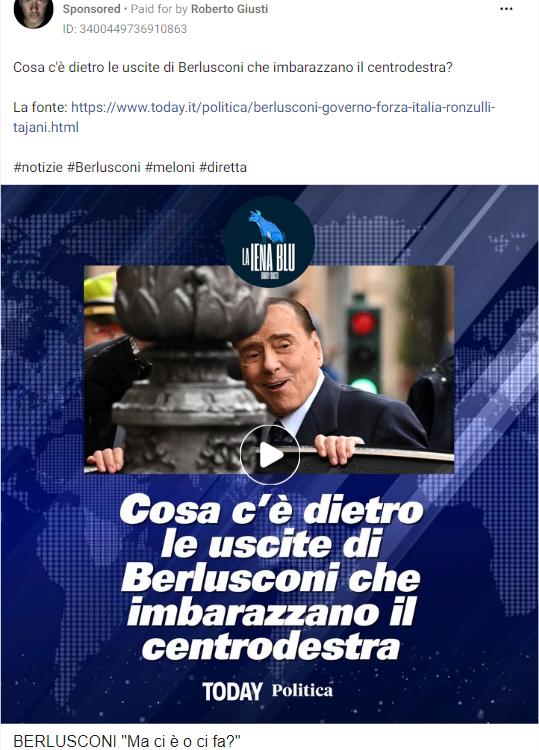 Sponsored • Paid for by Roberto Giusti
ID: 3400449736910863
Cosa c'è dietro le uscite di Berlusconi che imbarazzano il centrodestra?
La fonte: https://www.today.it/politica/berlusconi-governo-forza-italia-ronzulli-
tajani.html
#notizie #Berlusconi #meloni #diretta
LA IENA BLU
Cosa c'è dietro
le uscite di
Berlusconi che
imbarazzano il
centrodestra
TODAY Politica
BERLUSCONI "Ma ci è o ci fa?"